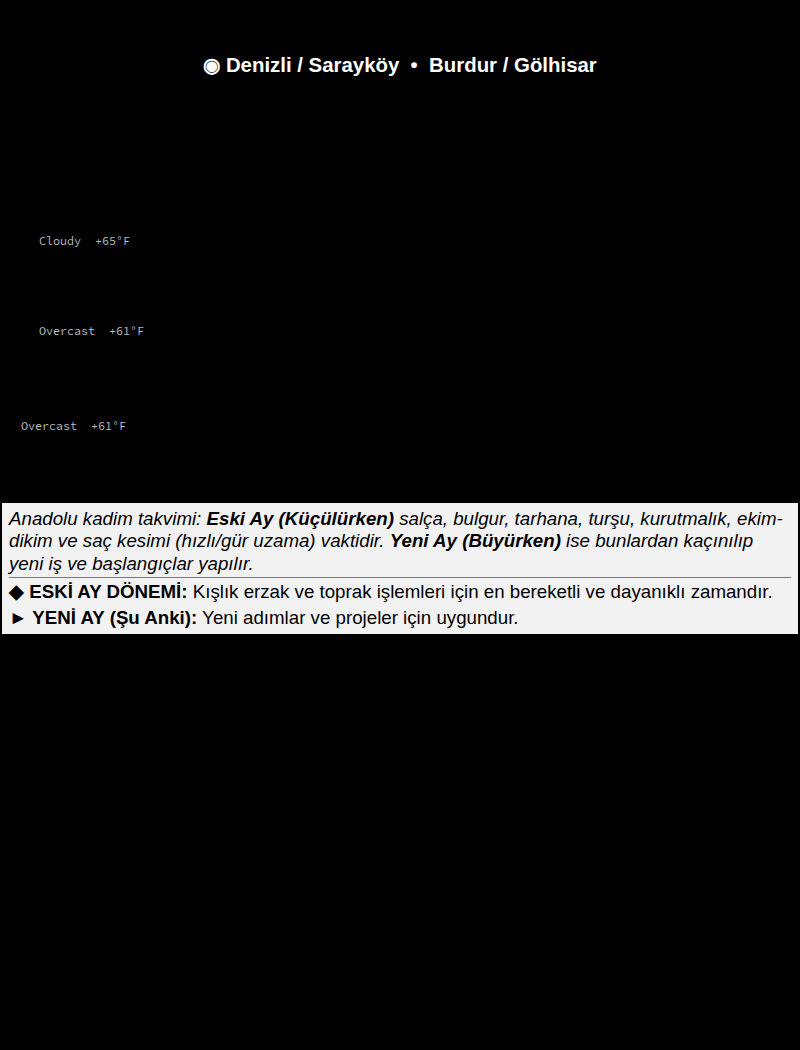 ◉ Denizli / Sarayköy • Burdur / Gölhisar
Cloudy +65°F
Overcast +61°F
Overcast +61°F
Anadolu kadim takvimi: Eski Ay (Küçülürken) salça, bulgur, tarhana, turşu, kurutmalık, ekim-
dikim ve saç kesimi (hızlı/gür uzama) vaktidir. Yeni Ay (Büyürken) ise bunlardan kaçınılıp
yeni iş ve başlangıçlar yapılır.
◆ ESKİ AY DÖNEMİ: Kışlık erzak ve toprak işlemleri için en bereketli ve dayanıklı zamandır.
► YENİ AY (Şu Anki): Yeni adımlar ve projeler için uygundur.